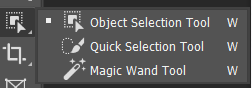 Object Selection Tool W
Quick Selection Tool W
Magic Wand Tool W